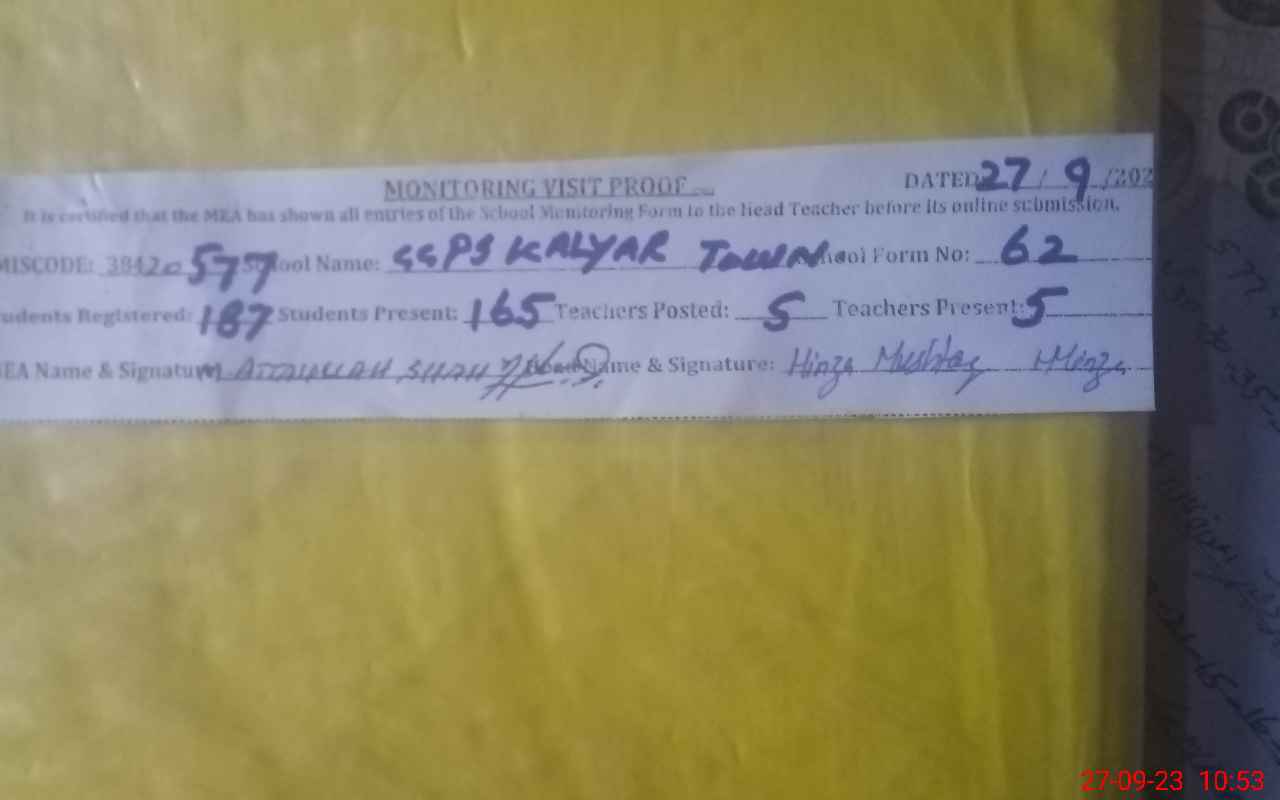 MONITORING VISIT PROOF
DATED 27 / 9 /202
It is certified that the MEA has shown all entries of the School Monitoring Form to the Head Teacher before its online submission.
MISCODE: 38420577 School Name: GGPS KALYAR TOWN School Form No: 62
udents Registered: 187 Students Present: 165 Teachers Posted: 5 Teachers Present: 5
EA Name & Signature ATTAULLAH SHAH Name & Signature: Hinza Mushtaq Hinza
27-09-23 10:53